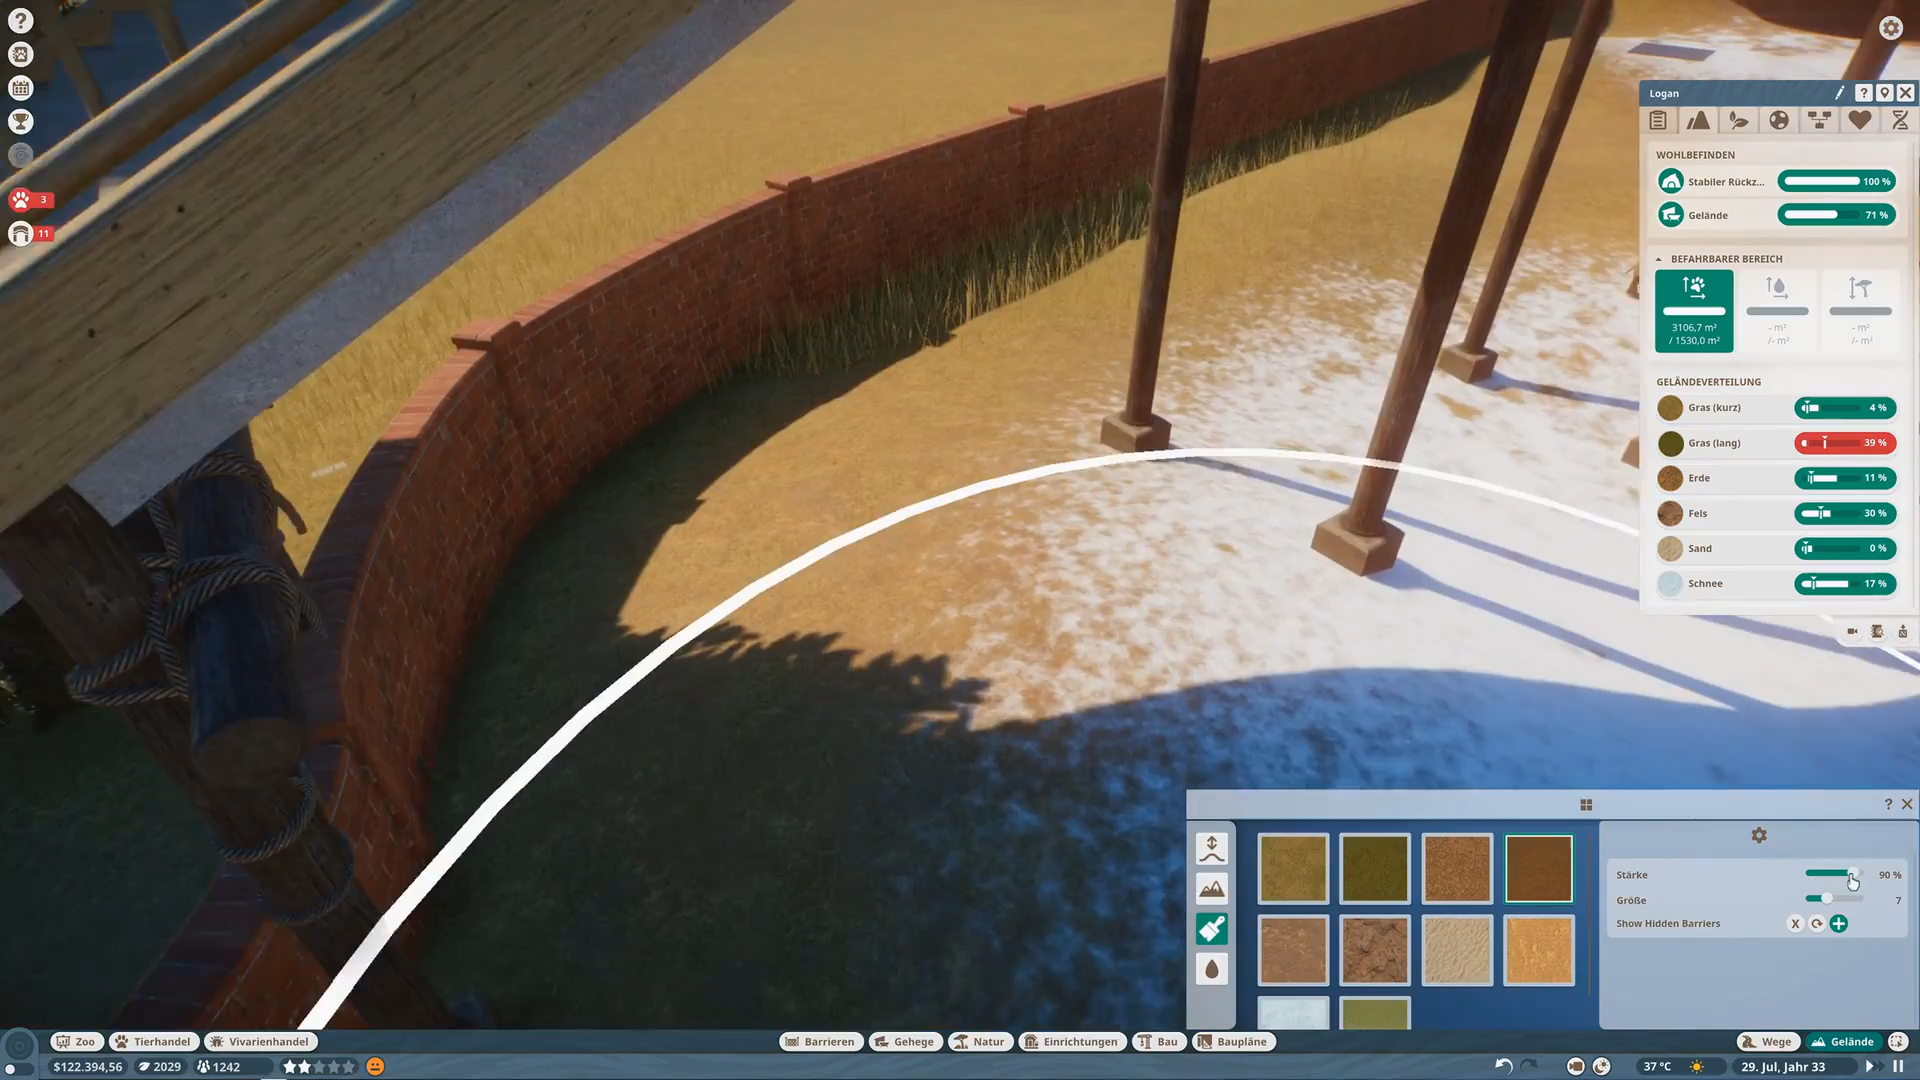 ?
3
11
Logan
?
WOHLBEFINDEN
Stabiler Rückz... 100 %
Gelände 71 %
BEFAHRBARER BEREICH
3106,7 m² / 1530,0 m²
- m² /- m²
- m² /- m²
GELÄNDEVERTEILUNG
Gras (kurz) 4 %
Gras (lang) 39 %
Erde 11 %
Fels 30 %
Sand 0 %
Schnee 17 %
?
Stärke 90 %
Größe 7
Show Hidden Barriers X
Zoo Tierhandel Vivarienhandel Barrieren Gehege Natur Einrichtungen Bau Baupläne Wege Gelände
$122.394,56 2029 1242 37 °C 29. Jul, Jahr 33